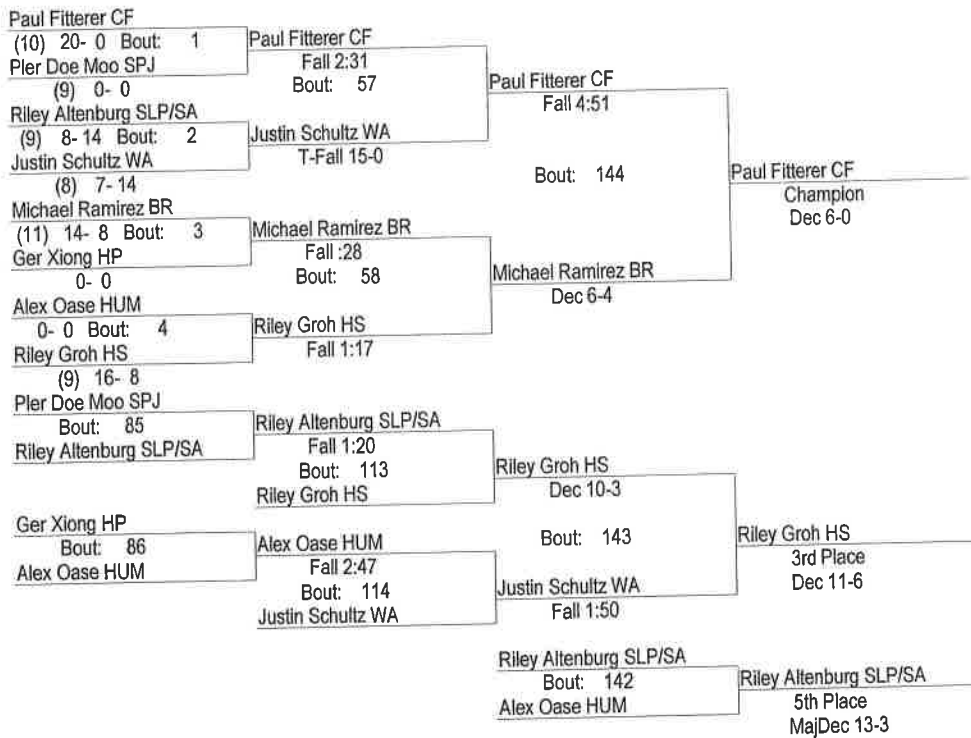 Paul Fitterer CF
(10) 20- 0 Bout: 1
Pler Doe Moo SPJ
(9) 0- 0
Riley Altenburg SLP/SA
(9) 8- 14 Bout: 2
Justin Schultz WA
(8) 7- 14
Michael Ramirez BR
(11) 14- 8 Bout: 3
Ger Xiong HP
0- 0
Alex Oase HUM
0- 0 Bout: 4
Riley Groh HS
(9) 16- 8
Paul Fitterer CF
Fall 2:31
Bout: 57
Justin Schultz WA
T-Fall 15-0
Michael Ramirez BR
Fall :28
Bout: 58
Riley Groh HS
Fall 1:17
Paul Fitterer CF
Fall 4:51
Bout: 144
Michael Ramirez BR
Dec 6-4
Paul Fitterer CF
Champion
Dec 6-0
Pler Doe Moo SPJ
Bout: 85
Riley Altenburg SLP/SA
Ger Xiong HP
Bout: 86
Alex Oase HUM
Riley Altenburg SLP/SA
Fall 1:20
Bout: 113
Riley Groh HS
Alex Oase HUM
Fall 2:47
Bout: 114
Justin Schultz WA
Riley Groh HS
Dec 10-3
Bout: 143
Justin Schultz WA
Fall 1:50
Riley Groh HS
3rd Place
Dec 11-6
Riley Altenburg SLP/SA
Bout: 142
Alex Oase HUM
Riley Altenburg SLP/SA
5th Place
MajDec 13-3